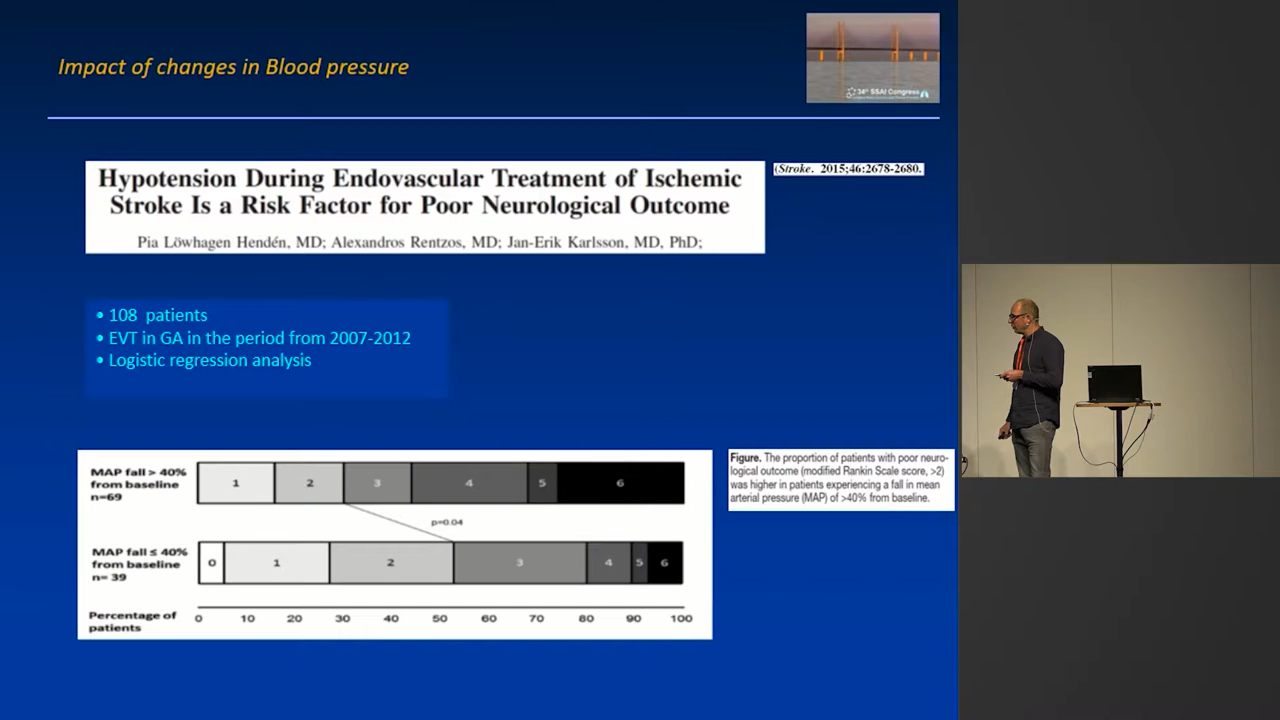 Impact of changes in Blood pressure
34th SSAI Congress
Hypotension During Endovascular Treatment of Ischemic
Stroke Is a Risk Factor for Poor Neurological Outcome
(Stroke. 2015;46:2678-2680.
Pia Löwhagen Hendén, MD; Alexandros Rentzos, MD; Jan-Erik Karlsson, MD, PhD;
• 108 patients
• EVT in GA in the period from 2007-2012
• Logistic regression analysis
MAP fall > 40%
from baseline
n=69
1 2 3 4 5 6
p=0.04
MAP fall ≤ 40%
from baseline
n= 39
0 1 2 3 4 5 6
Percentage of
patients
0 10 20 30 40 50 60 70 80 90 100
Figure. The proportion of patients with poor neuro-
logical outcome (modified Rankin Scale score, >2)
was higher in patients experiencing a fall in mean
arterial pressure (MAP) of >40% from baseline.